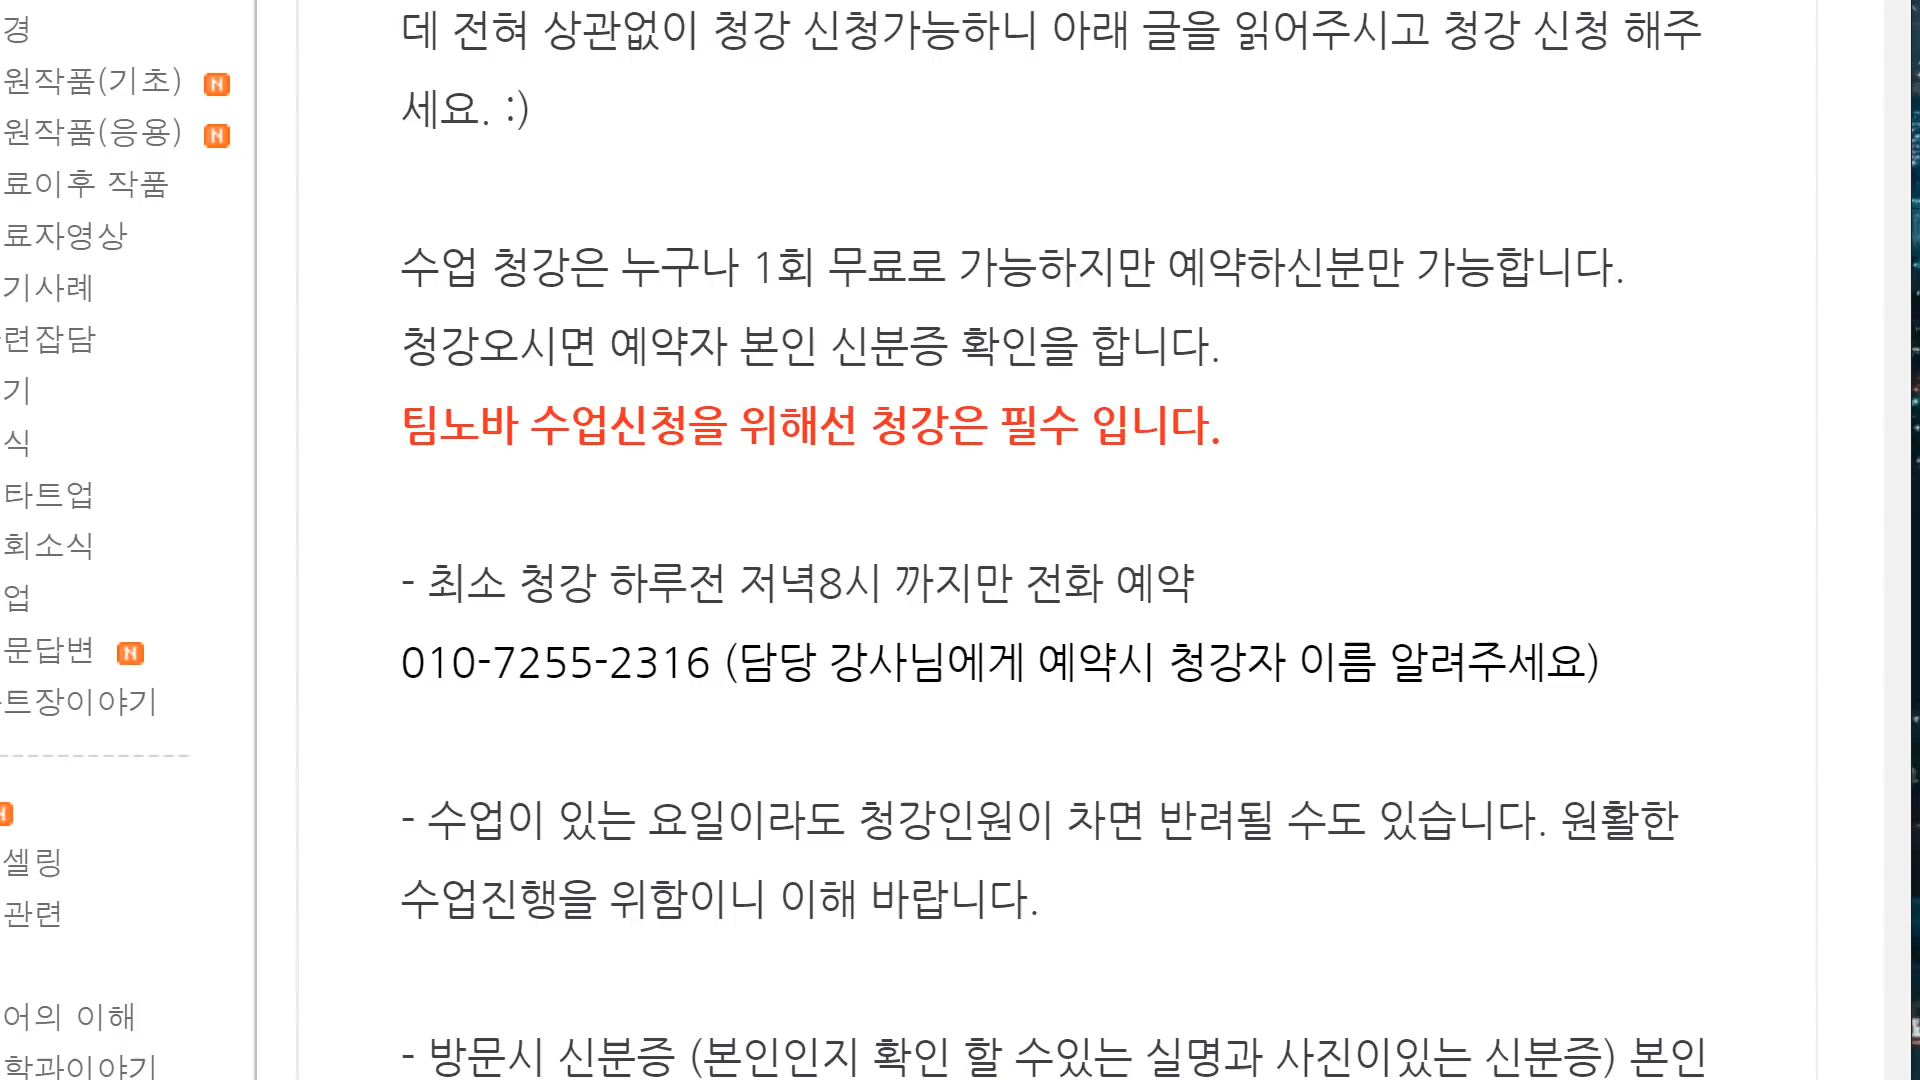 경
원작품(기초) N
원작품(응용) N
료이후 작품
료자영상
기사례
련잡담
기
식
타트업
회소식
업
문답변 N
트장이야기
셀링
관련
어의 이해
학과이야기
데 전혀 상관없이 청강 신청가능하니 아래 글을 읽어주시고 청강 신청 해주
세요. :)
수업 청강은 누구나 1회 무료로 가능하지만 예약하신분만 가능합니다.
청강오시면 예약자 본인 신분증 확인을 합니다.
팀노바 수업신청을 위해선 청강은 필수 입니다.
- 최소 청강 하루전 저녁8시 까지만 전화 예약
010-7255-2316 (담당 강사님에게 예약시 청강자 이름 알려주세요)
- 수업이 있는 요일이라도 청강인원이 차면 반려될 수도 있습니다. 원활한
수업진행을 위함이니 이해 바랍니다.
- 방문시 신분증 (본인인지 확인 할 수있는 실명과 사진이있는 신분증) 본인